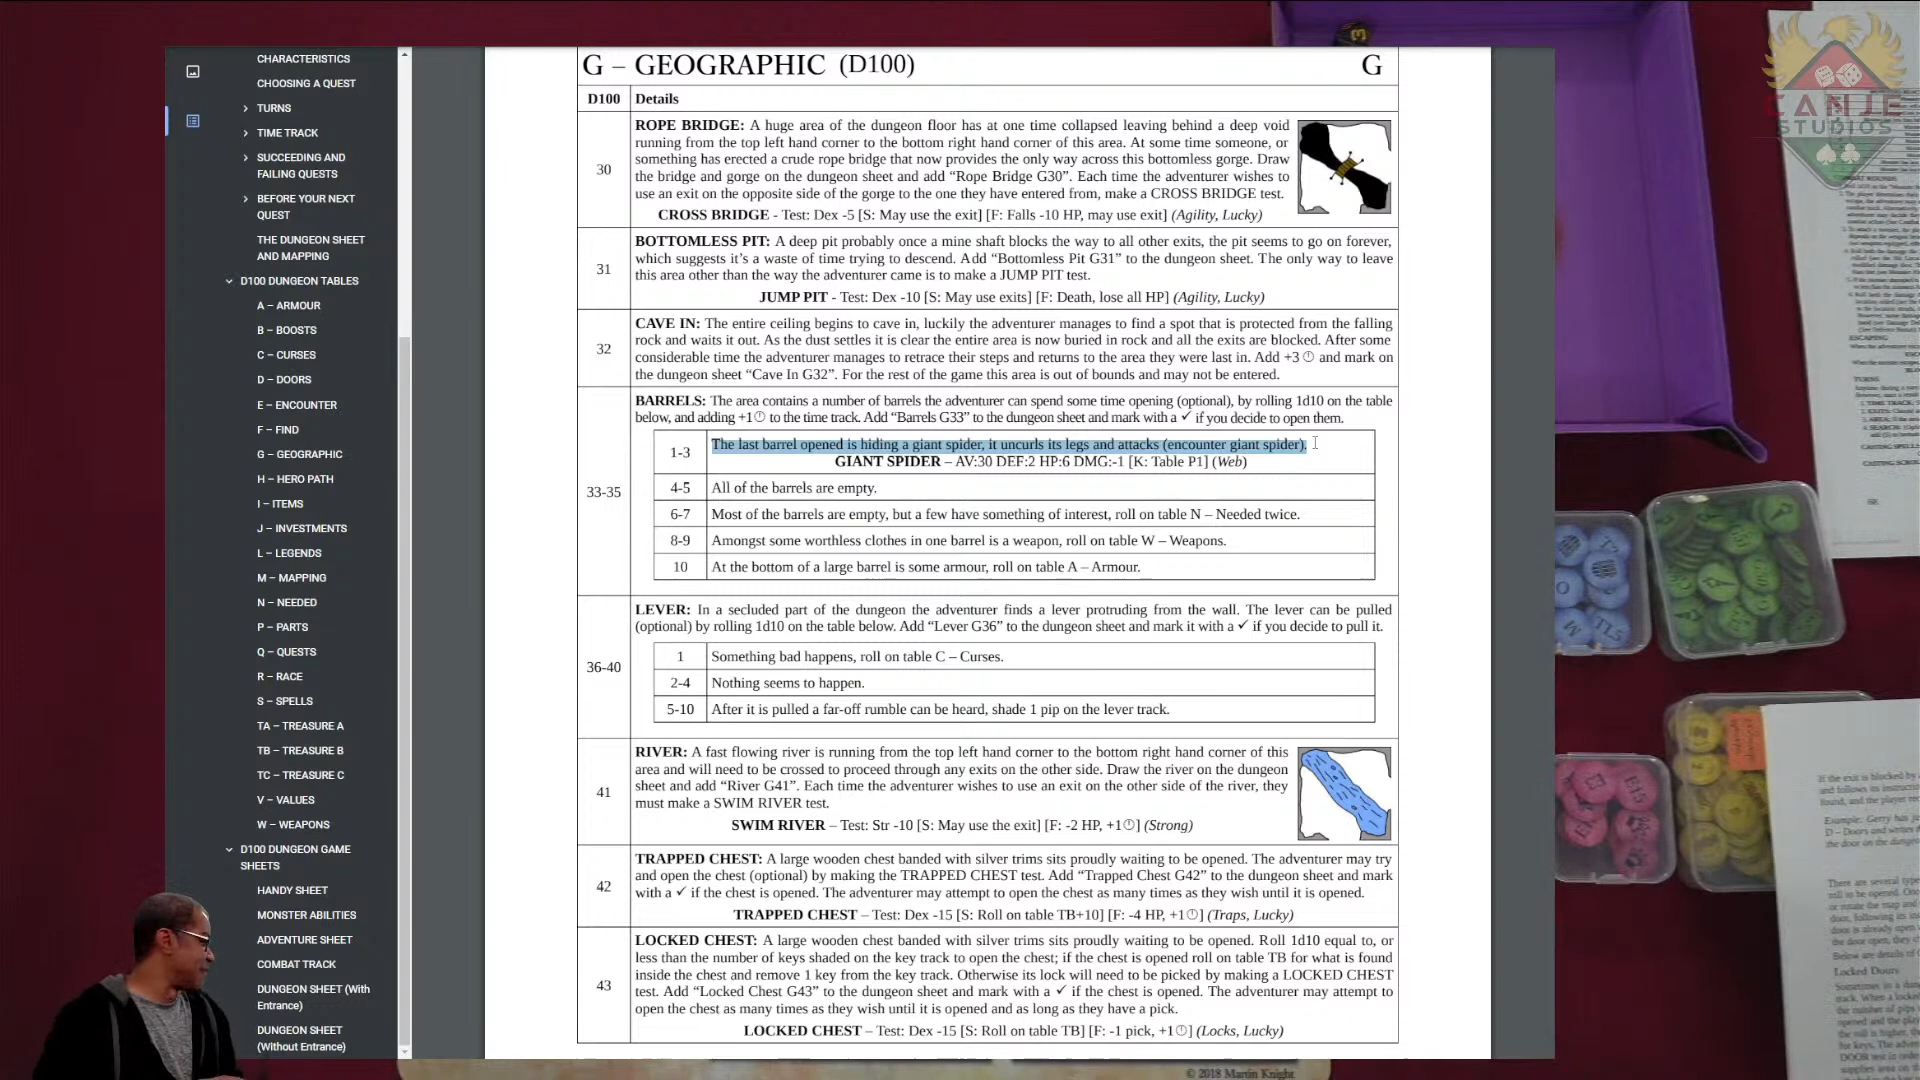 CHARACTERISTICS
CHOOSING A QUEST
TURNS
TIME TRACK
SUCCEEDING AND
FAILING QUESTS
BEFORE YOUR NEXT
QUEST
THE DUNGEON SHEET
AND MAPPING
D100 DUNGEON TABLES
A – ARMOUR
B – BOOSTS
C – CURSES
D – DOORS
E – ENCOUNTER
F – FIND
G – GEOGRAPHIC
H – HERO PATH
I – ITEMS
J – INVESTMENTS
L – LEGENDS
M – MAPPING
N – NEEDED
P – PARTS
Q – QUESTS
R – RACE
S – SPELLS
TA – TREASURE A
TB – TREASURE B
TC – TREASURE C
V – VALUES
W – WEAPONS
D100 DUNGEON GAME
SHEETS
HANDY SHEET
MONSTER ABILITIES
ADVENTURE SHEET
COMBAT TRACK
DUNGEON SHEET (With
Entrance)
DUNGEON SHEET
(Without Entrance)
G – GEOGRAPHIC (D100) G
D100 Details
30
ROPE BRIDGE: A huge area of the dungeon floor has at one time collapsed leaving behind a deep void
running from the top left hand corner to the bottom right hand corner of this area. At some time someone, or
something has erected a crude rope bridge that now provides the only way across this bottomless gorge. Draw
the bridge and gorge on the dungeon sheet and add “Rope Bridge G30”. Each time the adventurer wishes to
use an exit on the opposite side of the gorge to the one they have entered from, make a CROSS BRIDGE test.
CROSS BRIDGE - Test: Dex -5 [S: May use the exit] [F: Falls -10 HP, may use exit] (Agility, Lucky)
31
BOTTOMLESS PIT: A deep pit probably once a mine shaft blocks the way to all other exits, the pit seems to go on forever,
which suggests it’s a waste of time trying to descend. Add “Bottomless Pit G31” to the dungeon sheet. The only way to leave
this area other than the way the adventurer came is to make a JUMP PIT test.
JUMP PIT - Test: Dex -10 [S: May use exits] [F: Death, lose all HP] (Agility, Lucky)
32
CAVE IN: The entire ceiling begins to cave in, luckily the adventurer manages to find a spot that is protected from the falling
rock and waits it out. As the dust settles it is clear the entire area is now buried in rock and all the exits are blocked. After some
considerable time the adventurer manages to retrace their steps and returns to the area they were last in. Add +3 and mark on
the dungeon sheet “Cave In G32”. For the rest of the game this area is out of bounds and may not be entered.
33-35
BARRELS: The area contains a number of barrels the adventurer can spend some time opening (optional), by rolling 1d10 on the table
below, and adding +1 to the time track. Add “Barrels G33” to the dungeon sheet and mark with a ✓ if you decide to open them.
1-3 The last barrel opened is hiding a giant spider, it uncurls its legs and attacks (encounter giant spider).
GIANT SPIDER – AV:30 DEF:2 HP:6 DMG:-1 [K: Table P1] (Web)
4-5 All of the barrels are empty.
6-7 Most of the barrels are empty, but a few have something of interest, roll on table N – Needed twice.
8-9 Amongst some worthless clothes in one barrel is a weapon, roll on table W – Weapons.
10 At the bottom of a large barrel is some armour, roll on table A – Armour.
36-40
LEVER: In a secluded part of the dungeon the adventurer finds a lever protruding from the wall. The lever can be pulled
(optional) by rolling 1d10 on the table below. Add “Lever G36” to the dungeon sheet and mark it with a ✓ if you decide to pull it.
1 Something bad happens, roll on table C – Curses.
2-4 Nothing seems to happen.
5-10 After it is pulled a far-off rumble can be heard, shade 1 pip on the lever track.
41
RIVER: A fast flowing river is running from the top left hand corner to the bottom right hand corner of this
area and will need to be crossed to proceed through any exits on the other side. Draw the river on the dungeon
sheet and add “River G41”. Each time the adventurer wishes to use an exit on the other side of the river, they
must make a SWIM RIVER test.
SWIM RIVER – Test: Str -10 [S: May use the exit] [F: -2 HP, +1] (Strong)
42
TRAPPED CHEST: A large wooden chest banded with silver trims sits proudly waiting to be opened. The adventurer may try
and open the chest (optional) by making the TRAPPED CHEST test. Add “Trapped Chest G42” to the dungeon sheet and mark
with a ✓ if the chest is opened. The adventurer may attempt to open the chest as many times as they wish until it is opened.
TRAPPED CHEST – Test: Dex -15 [S: Roll on table TB+10] [F: -4 HP, +1] (Traps, Lucky)
43
LOCKED CHEST: A large wooden chest banded with silver trims sits proudly waiting to be opened. Roll 1d10 equal to, or
less than the number of keys shaded on the key track to open the chest; if the chest is opened roll on table TB for what is found
inside the chest and remove 1 key from the key track. Otherwise its lock will need to be picked by making a LOCKED CHEST
test. Add “Locked Chest G43” to the dungeon sheet and mark with a ✓ if the chest is opened. The adventurer may attempt to
open the chest as many times as they wish until it is opened and as long as they have a pick.
LOCKED CHEST – Test: Dex -15 [S: Roll on table TB] [F: -1 pick, +1] (Locks, Lucky)
© 2018 Martin Knight
CANJE
STUDIOS
ESCAPING
TURNS
Locked Doors